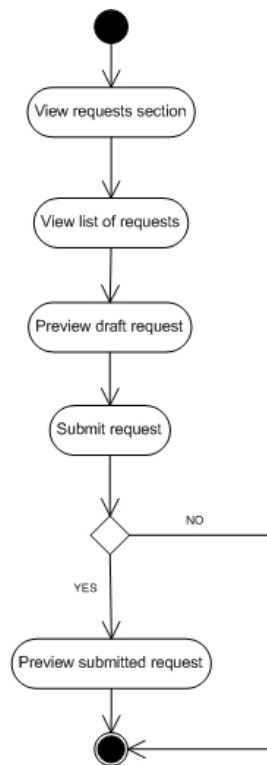 View requests section
View list of requests
Preview draft request
Submit request
NO
YES
Preview submitted request